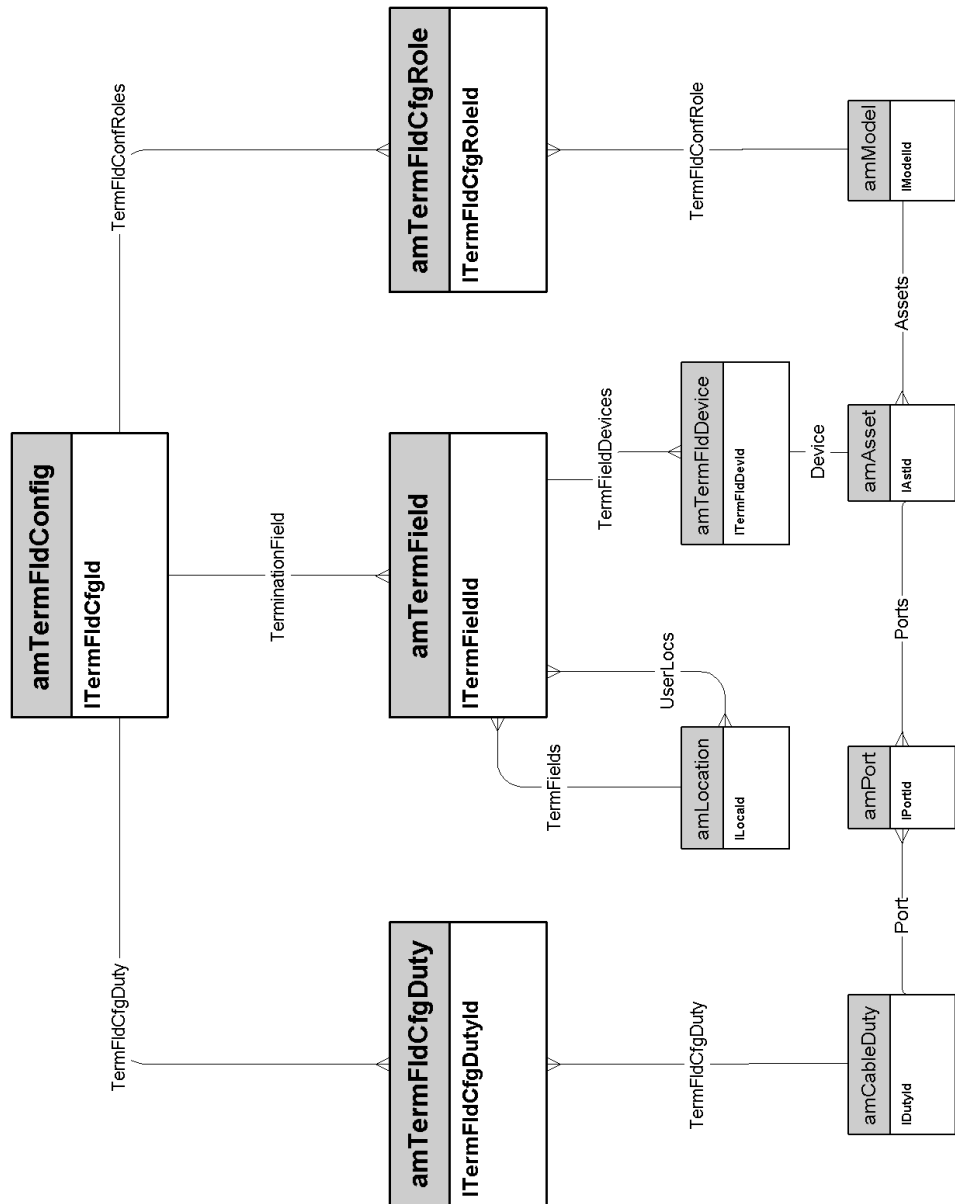 amTermFldConfig
lTermFldCfgId
TermFldCfgDuty
TerminationField
TermFldConfRoles
amTermFldCfgDuty
lTermFldCfgDutyId
amTermField
lTermFieldId
amTermFldCfgRole
lTermFldCfgRoleId
TermFields
UserLocs
TermFieldDevices
TermFldCfgDuty
TermFldConfRole
amLocation
lLocaId
amTermFldDevice
lTermFldDevId
Device
amCableDuty
lDutyId
Port
amPort
lPortId
Ports
amAsset
lAstId
Assets
amModel
lModelId